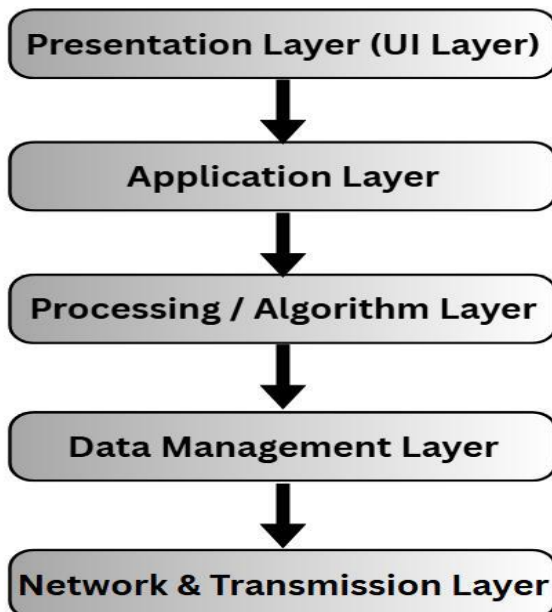 Presentation Layer (UI Layer)
Application Layer
Processing / Algorithm Layer
Data Management Layer
Network & Transmission Layer